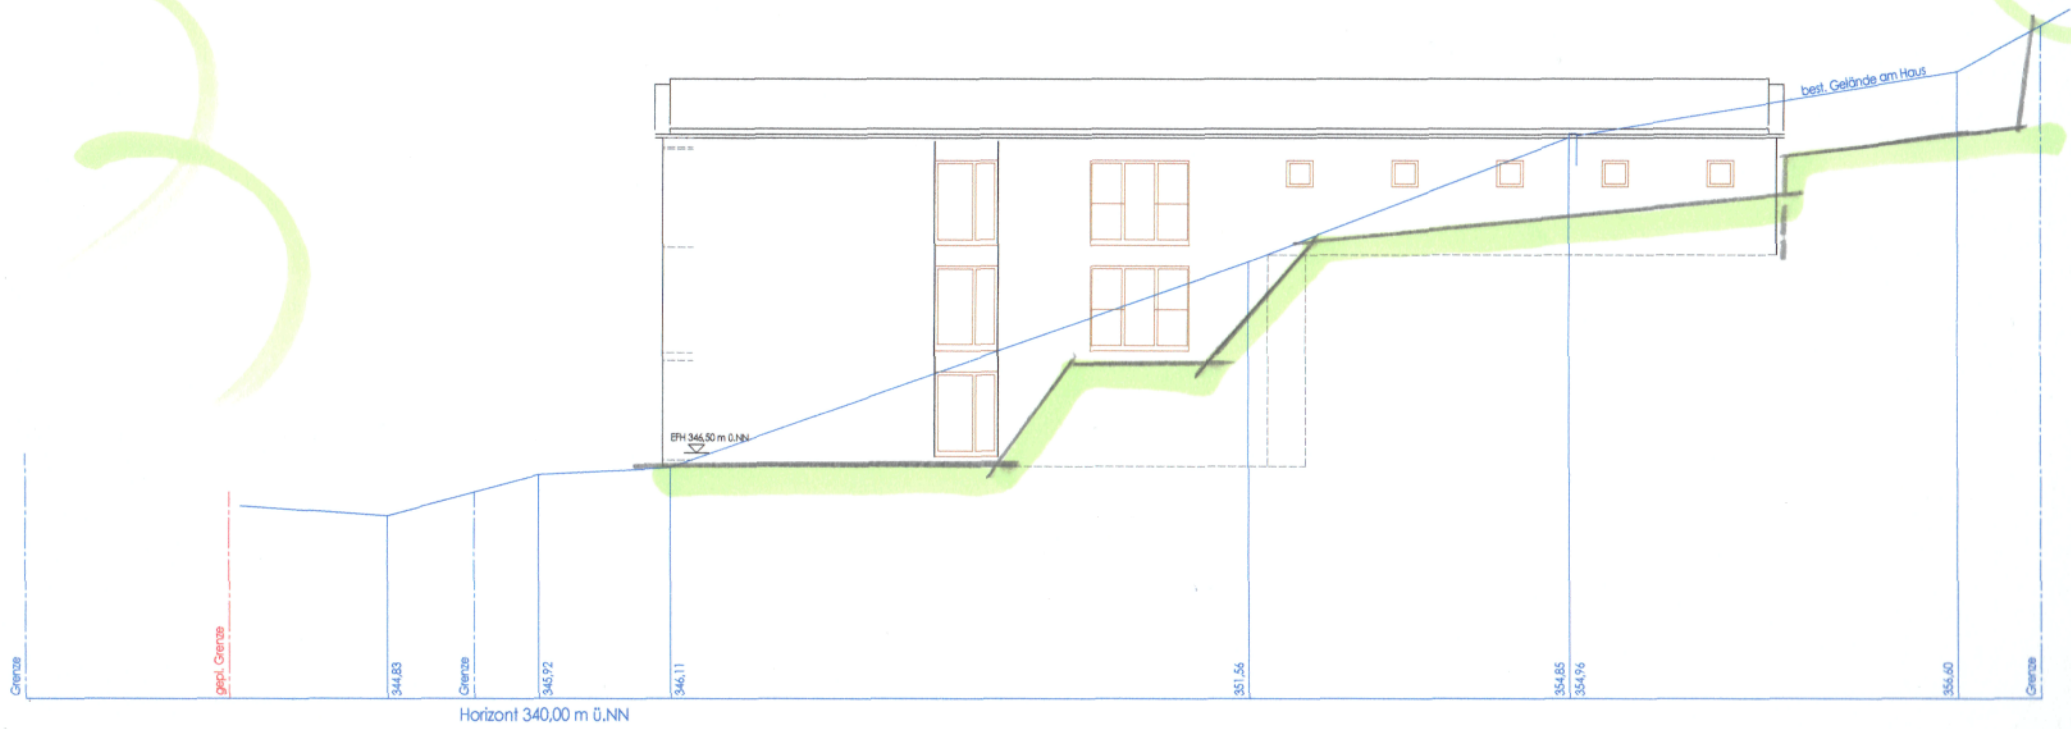 best. Gelände am Haus
EFH 346,50 m ü.NN
Grenze
gepl. Grenze
344,83
Grenze
345,92
346,11
351,56
354,85
354,96
356,60
Grenze
Horizont 340,00 m ü.NN